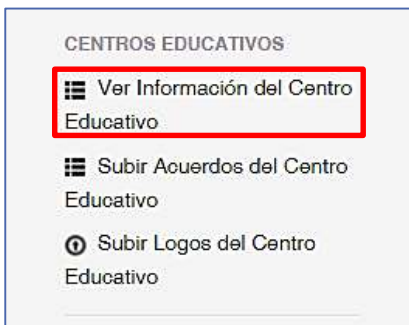 CENTROS EDUCATIVOS
Ver Información del Centro
Educativo
Subir Acuerdos del Centro
Educativo
Subir Logos del Centro
Educativo